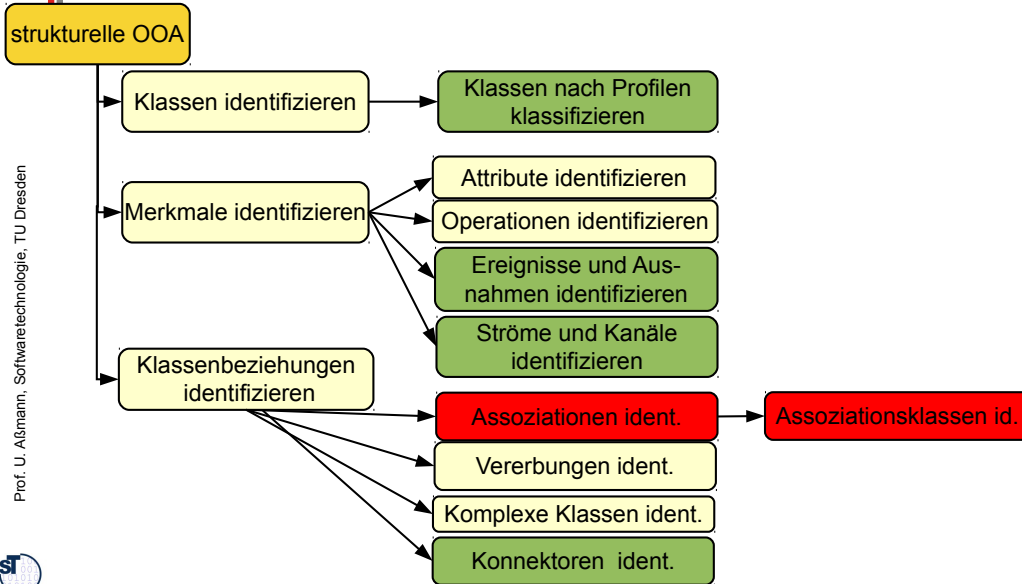 strukturelle OOA
Klassen identifizieren
Klassen nach Profilen
klassifizieren
Merkmale identifizieren
Attribute identifizieren
Operationen identifizieren
Ereignisse und Aus-
nahmen identifizieren
Ströme und Kanäle
identifizieren
Klassenbeziehungen
identifizieren
Assoziationen ident.
Assoziationsklassen id.
Vererbungen ident.
Komplexe Klassen ident.
Konnektoren ident.
Prof. U. Aßmann, Softwaretechnologie, TU Dresden
ST